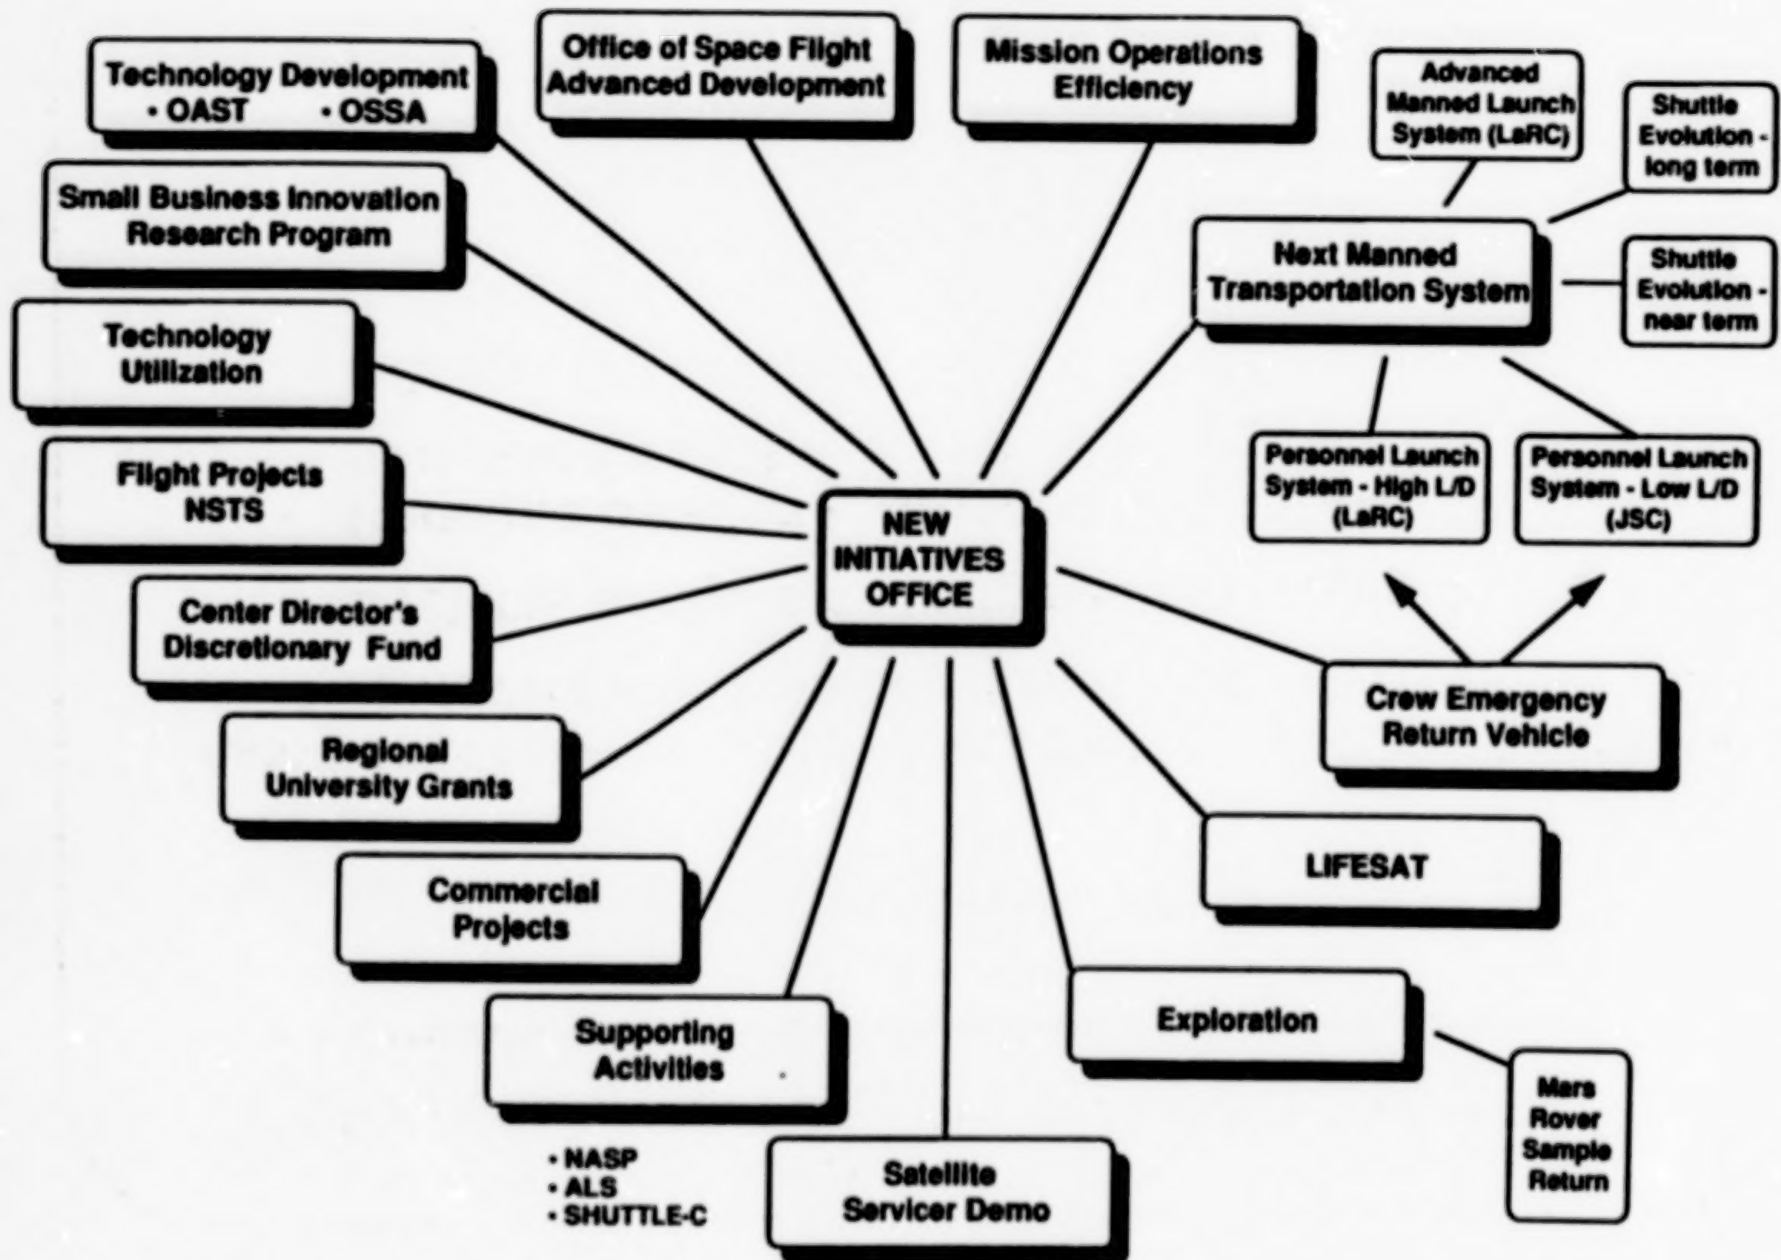 Technology Development
• OAST • OSSA
Office of Space Flight
Advanced Development
Mission Operations
Efficiency
Advanced
Manned Launch
System (LaRC)
Shuttle
Evolution -
long term
Small Business Innovation
Research Program
Next Manned
Transportation System
Shuttle
Evolution -
near term
Technology
Utilization
Flight Projects
NSTS
Personnel Launch
System - High L/D
(LaRC)
Personnel Launch
System - Low L/D
(JSC)
NEW
INITIATIVES
OFFICE
Center Director's
Discretionary Fund
Crew Emergency
Return Vehicle
Regional
University Grants
LIFESAT
Commercial
Projects
Exploration
Supporting
Activities
Mars
Rover
Sample
Return
• NASP
• ALS
• SHUTTLE-C
Satellite
Servicer Demo